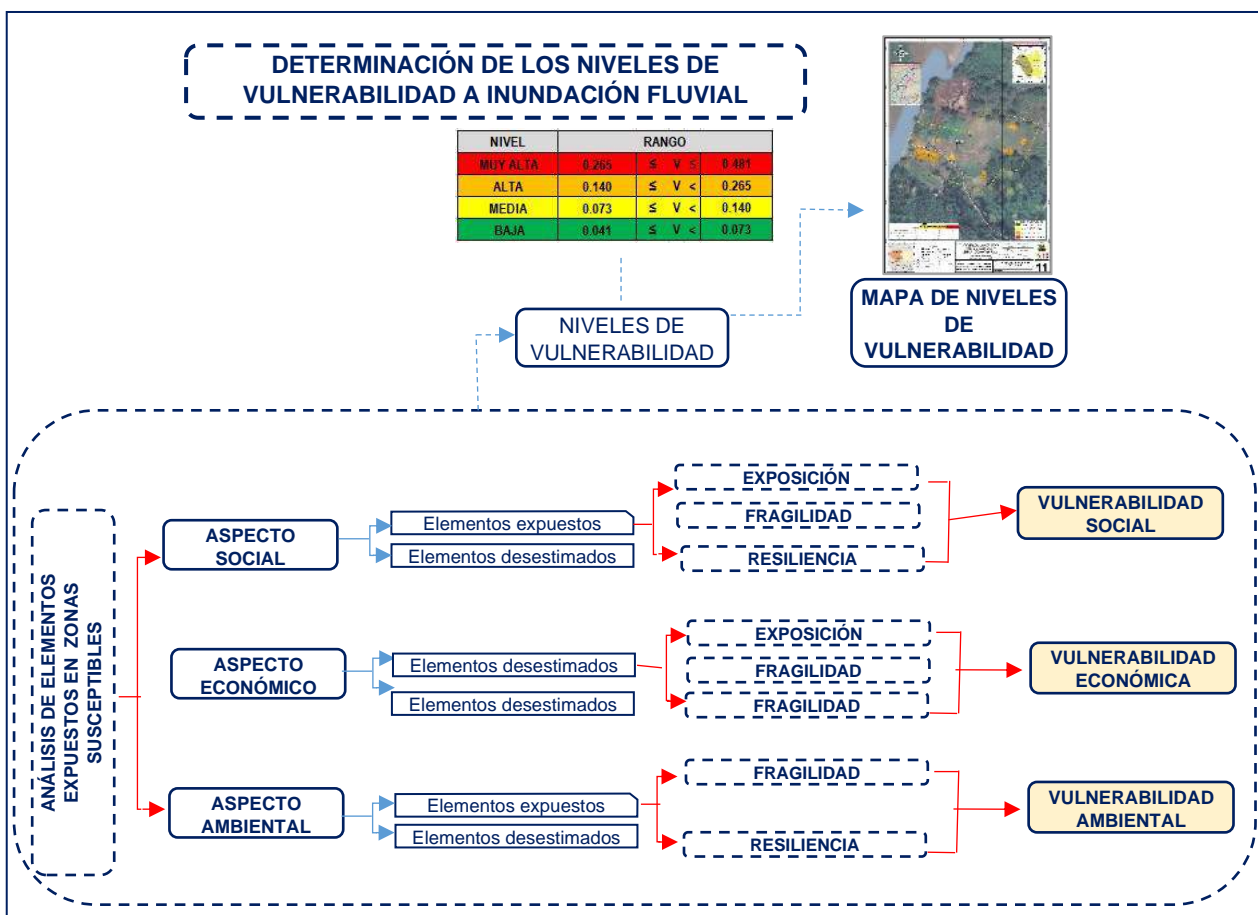 DETERMINACIÓN DE LOS NIVELES DE
VULNERABILIDAD A INUNDACIÓN FLUVIAL
NIVEL RANGO
MUY ALTA 0.265 ≤ V ≤ 0.481
ALTA 0.140 ≤ V < 0.265
MEDIA 0.073 ≤ V < 0.140
BAJA 0.041 ≤ V < 0.073
11
MAPA DE NIVELES
DE
VULNERABILIDAD
NIVELES DE
VULNERABILIDAD
ANÁLISIS DE ELEMENTOS
EXPUESTOS EN ZONAS
SUSCEPTIBLES
ASPECTO
SOCIAL
Elementos expuestos
Elementos desestimados
EXPOSICIÓN
FRAGILIDAD
RESILIENCIA
VULNERABILIDAD
SOCIAL
ASPECTO
ECONÓMICO
Elementos desestimados
Elementos desestimados
EXPOSICIÓN
FRAGILIDAD
FRAGILIDAD
VULNERABILIDAD
ECONÓMICA
ASPECTO
AMBIENTAL
Elementos expuestos
Elementos desestimados
FRAGILIDAD
RESILIENCIA
VULNERABILIDAD
AMBIENTAL